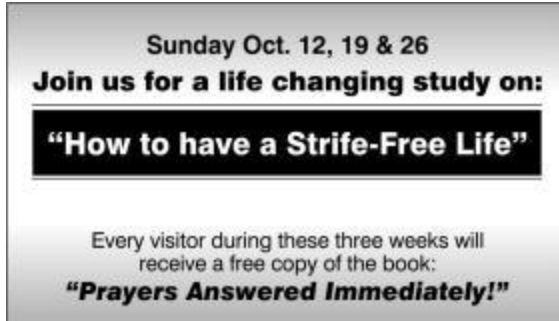 Sunday Oct. 12, 19 & 26
Join us for a life changing study on:
“How to have a Strife-Free Life”
Every visitor during these three weeks will
receive a free copy of the book:
“Prayers Answered Immediately!”